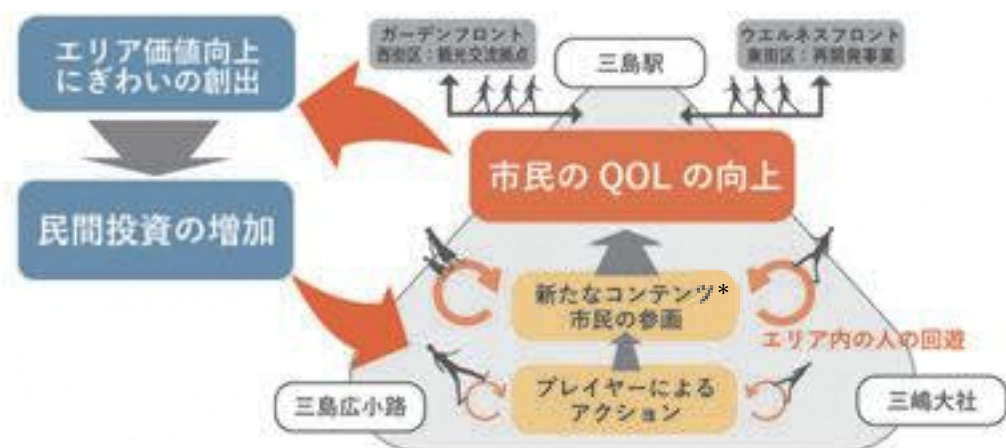 エリア価値向上
にぎわいの創出
民間投資の増加
ガーデンフロント
西街区：観光交流拠点
三島駅
ウエルネスフロント
東街区：再開発事業
市民の QOL の向上
新たなコンテンツ*
市民の参画
エリア内の人の回遊
プレイヤーによる
アクション
三島広小路
三嶋大社